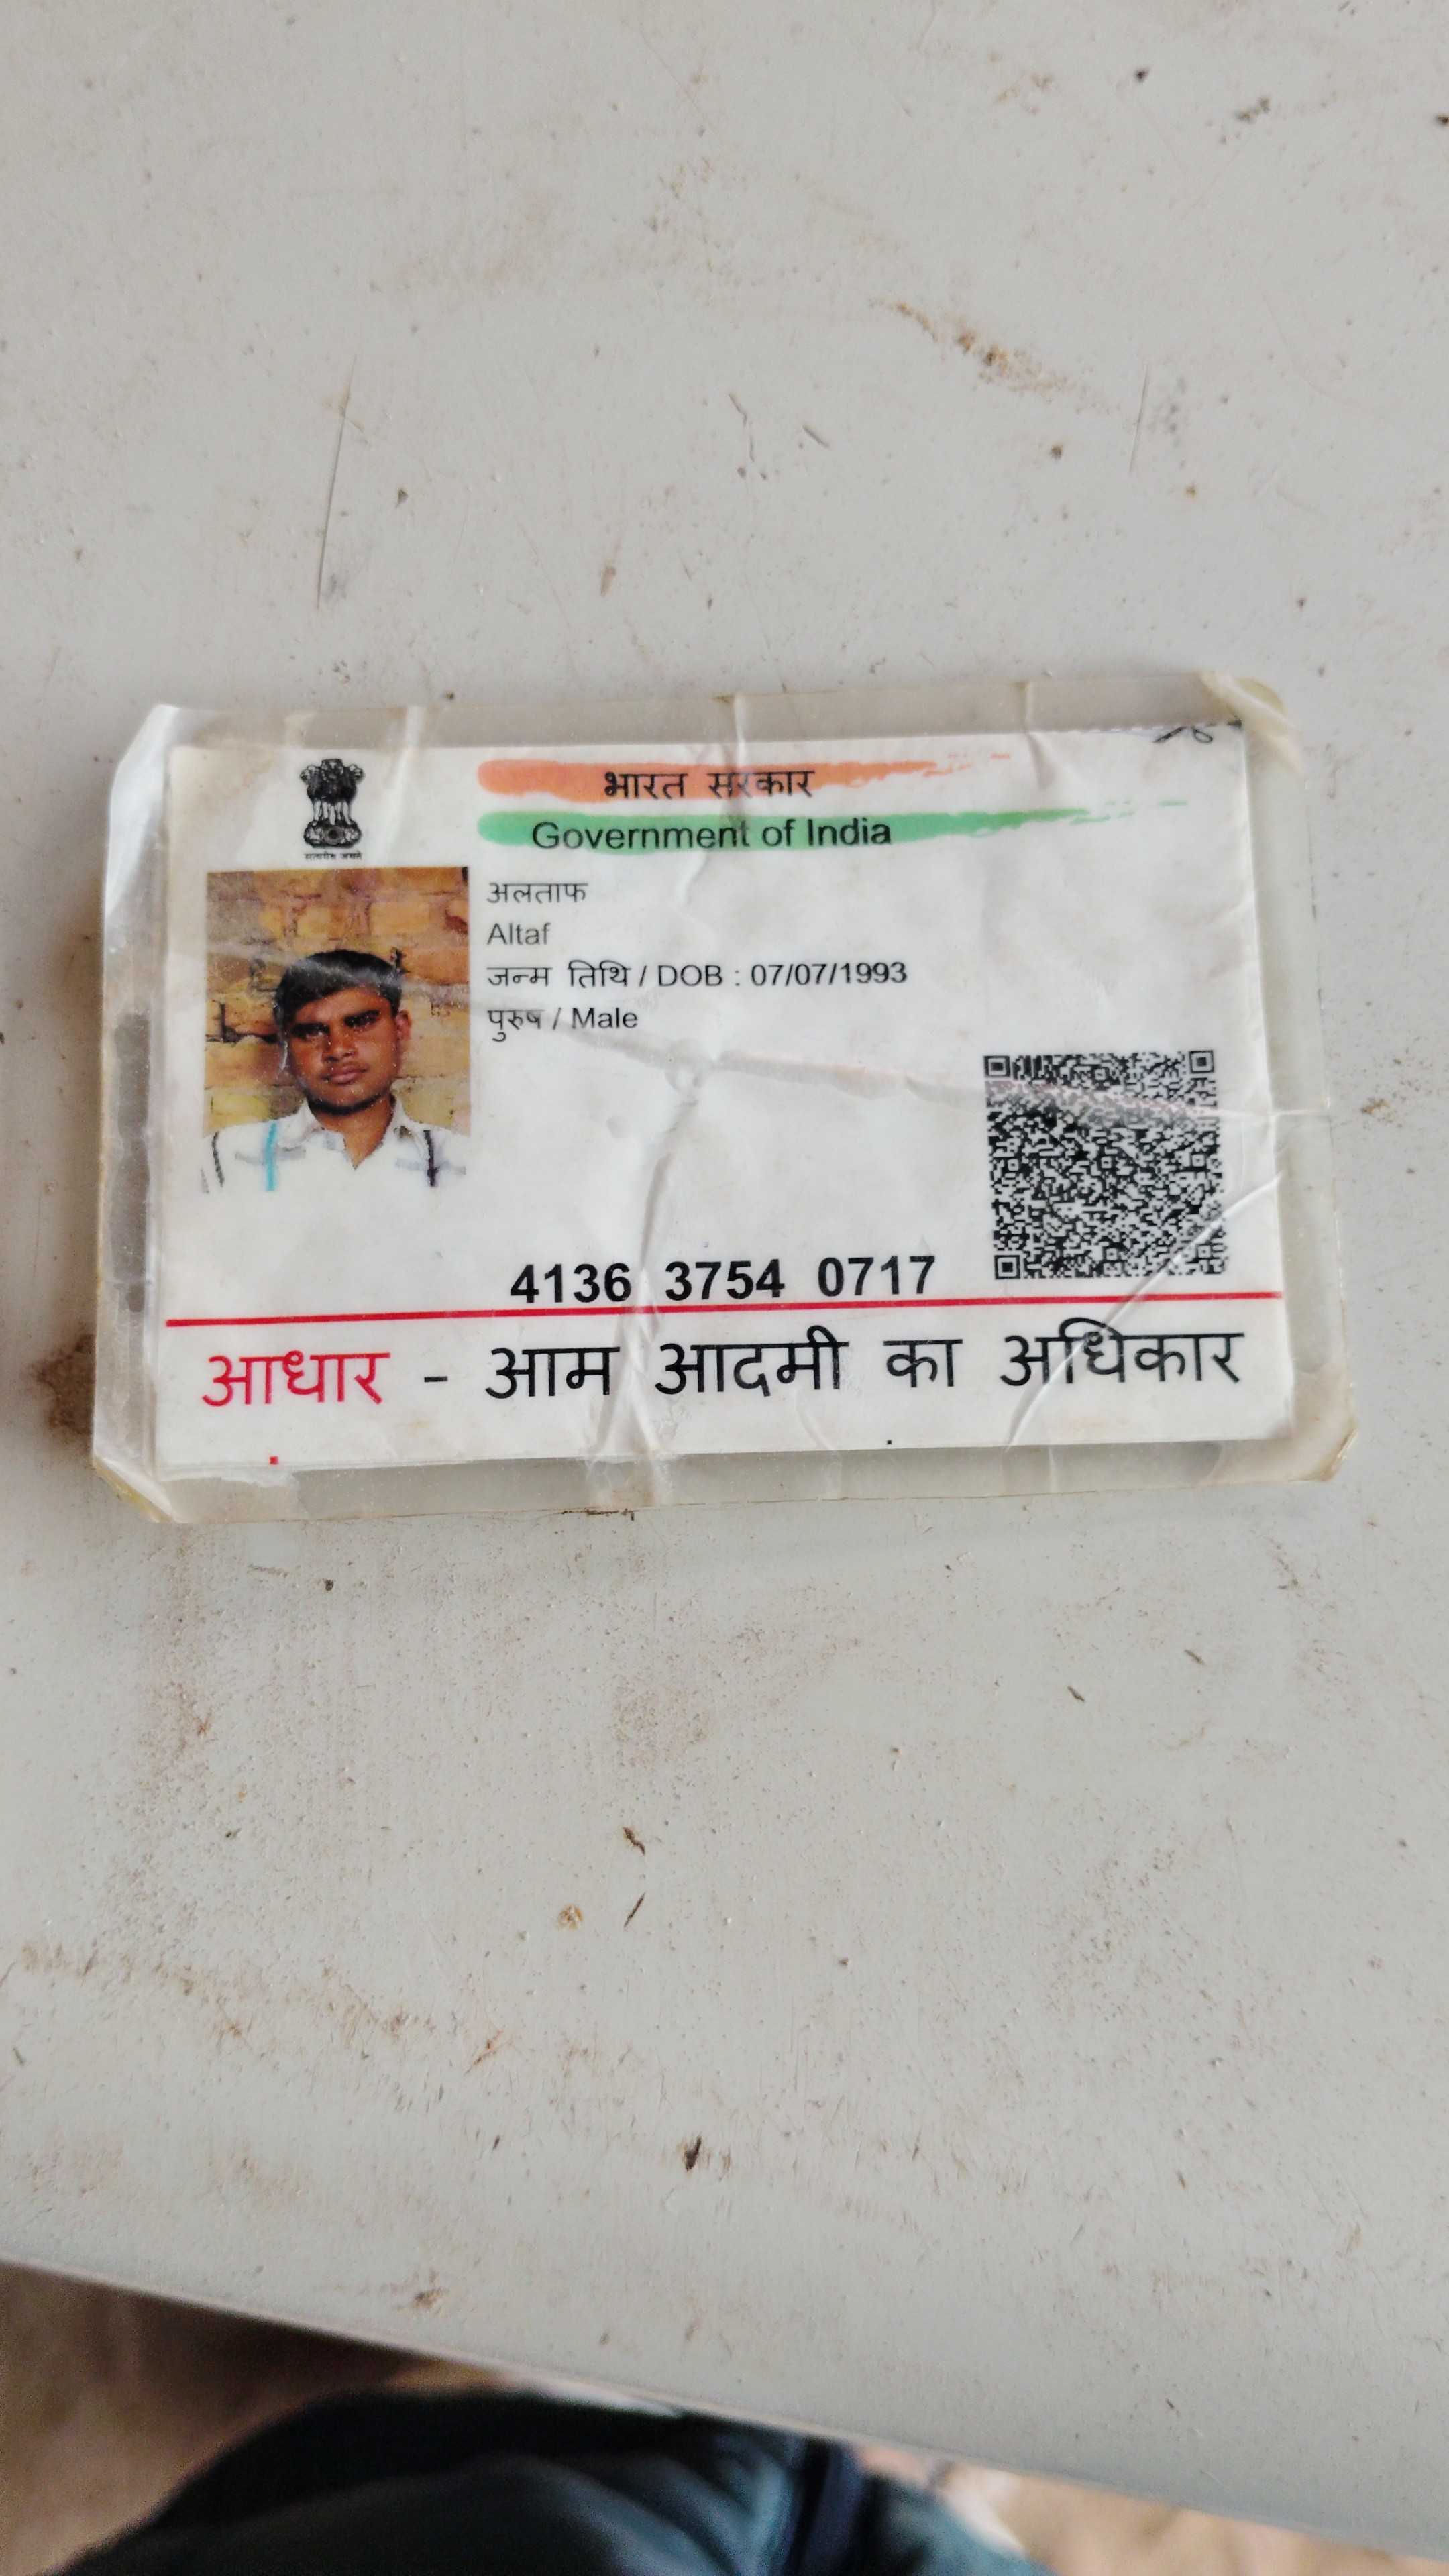 सत्यमेव जयते
भारत सरकार
Government of India
अलताफ
Altaf
जन्म तिथि / DOB : 07/07/1993
पुरुष / Male
4136 3754 0717
आधार - आम आदमी का अधिकार